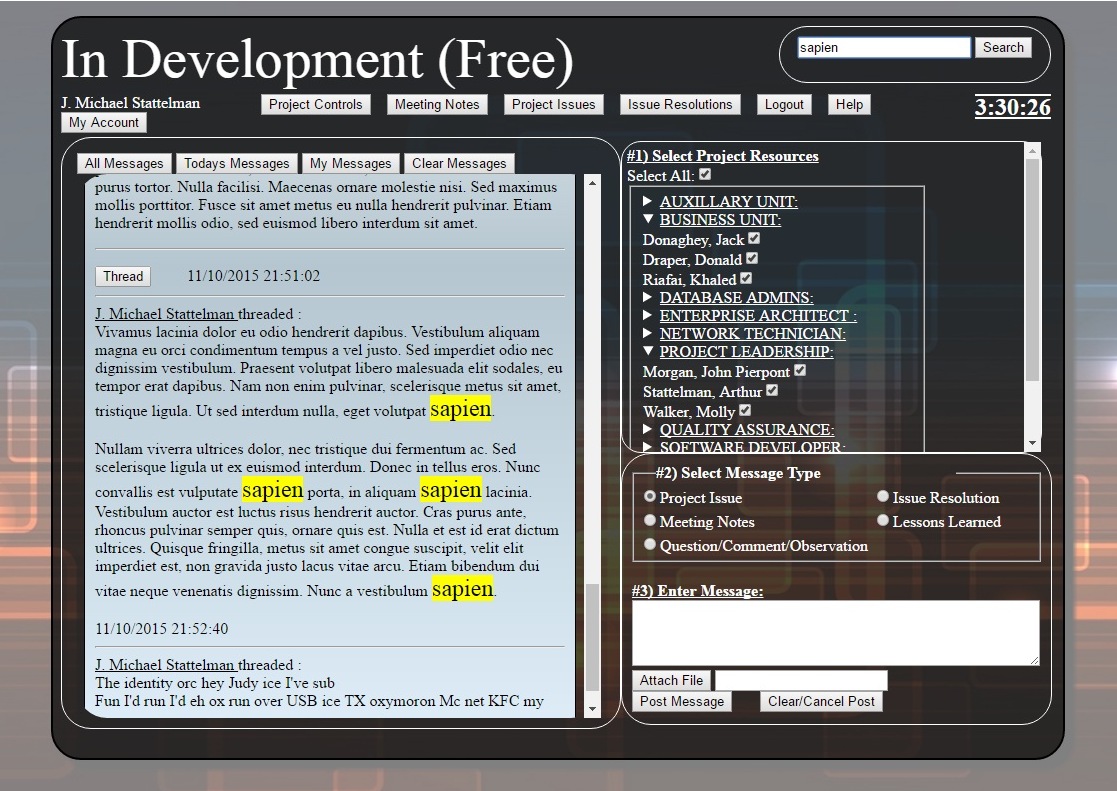 In Development (Free)
sapien Search
J. Michael Stattelman
My Account
Project Controls Meeting Notes Project Issues Issue Resolutions Logout Help
3:30:26
All Messages Todays Messages My Messages Clear Messages
purus tortor. Nulla facilisi. Maecenas ornare molestie nisi. Sed maximus
mollis porttitor. Fusce sit amet metus eu nulla hendrerit pulvinar. Etiam
hendrerit mollis odio, sed euismod libero interdum sit amet.
Thread 11/10/2015 21:51:02
J. Michael Stattelman threaded :
Vivamus lacinia dolor eu odio hendrerit dapibus. Vestibulum aliquam
magna eu orci condimentum tempus a vel justo. Sed imperdiet odio nec
dignissim vestibulum. Praesent volutpat libero malesuada elit sodales, eu
tempor erat dapibus. Nam non enim pulvinar, scelerisque metus sit amet,
tristique ligula. Ut sed interdum nulla, eget volutpat sapien.
Nullam viverra ultrices dolor, nec tristique dui fermentum ac. Sed
scelerisque ligula ut ex euismod interdum. Donec in tellus eros. Nunc
convallis est vulputate sapien porta, in aliquam sapien lacinia.
Vestibulum auctor est luctus risus hendrerit auctor. Cras purus ante,
rhoncus pulvinar semper quis, ornare quis est. Nulla et est id erat dictum
ultrices. Quisque fringilla, metus sit amet congue suscipit, velit elit
imperdiet est, non gravida justo lacus vitae arcu. Etiam bibendum dui
vitae neque venenatis dignissim. Nunc a vestibulum sapien.
11/10/2015 21:52:40
J. Michael Stattelman threaded :
The identity orc hey Judy ice I've sub
Fun I'd run I'd eh ox run over USB ice TX oxymoron Mc net KFC my
#1) Select Project Resources
Select All:
AUXILLARY UNIT:
BUSINESS UNIT:
Donaghey, Jack
Draper, Donald
Riafai, Khaled
DATABASE ADMINS:
ENTERPRISE ARCHITECT :
NETWORK TECHNICIAN:
PROJECT LEADERSHIP:
Morgan, John Pierpont
Stattelman, Arthur
Walker, Molly
QUALITY ASSURANCE:
SOFTWARE DEVELOPER:
#2) Select Message Type
Project Issue Issue Resolution
Meeting Notes Lessons Learned
Question/Comment/Observation
#3) Enter Message:
Attach File
Post Message Clear/Cancel Post